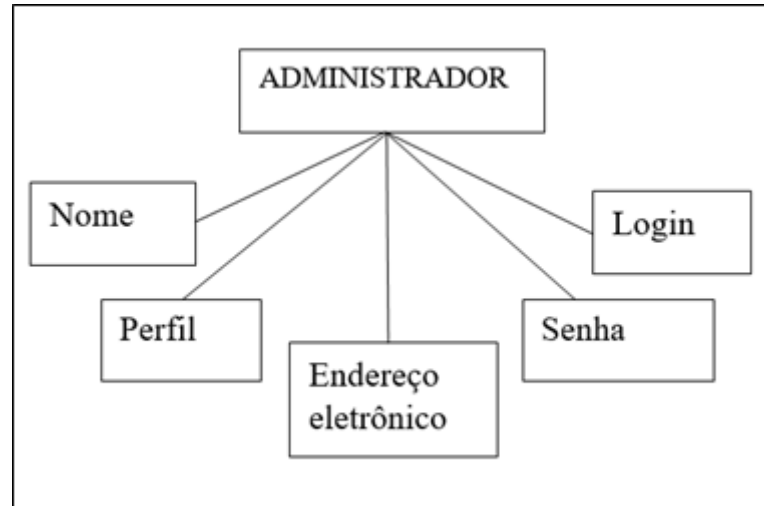 ADMINISTRADOR
Nome
Login
Perfil
Senha
Endereço
eletrônico